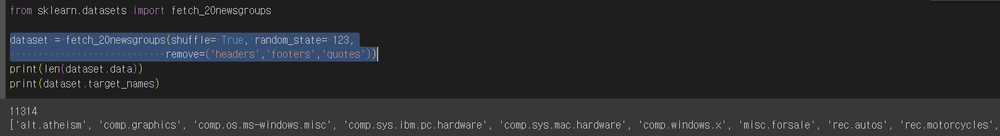 from sklearn.datasets import fetch_20newsgroups
dataset = fetch_20newsgroups(shuffle= True, random_state= 123,
remove=('headers','footers','quotes'))
print(len(dataset.data))
print(dataset.target_names)
11314
['alt.atheism', 'comp.graphics', 'comp.os.ms-windows.misc', 'comp.sys.ibm.pc.hardware', 'comp.sys.mac.hardware', 'comp.windows.x', 'misc.forsale', 'rec.autos', 'rec.motorcycles',